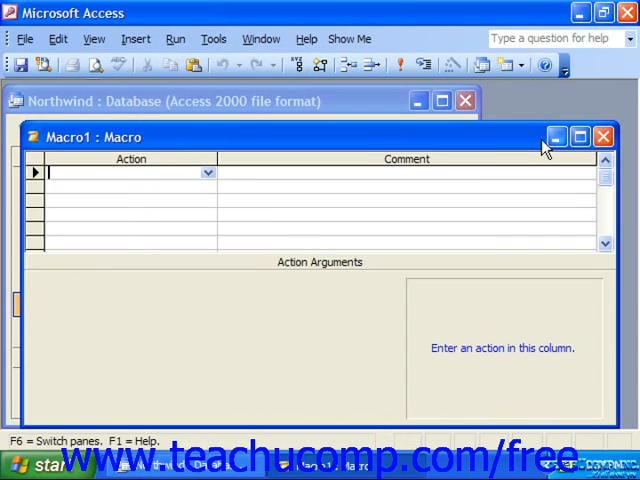 Microsoft Access
File Edit View Insert Run Tools Window Help Show Me Type a question for help
Northwind : Database (Access 2000 file format)
Macro1 : Macro
Action Comment
Action Arguments
Enter an action in this column.
F6 = Switch panes. F1 = Help.
start
www.teachucomp.com/free